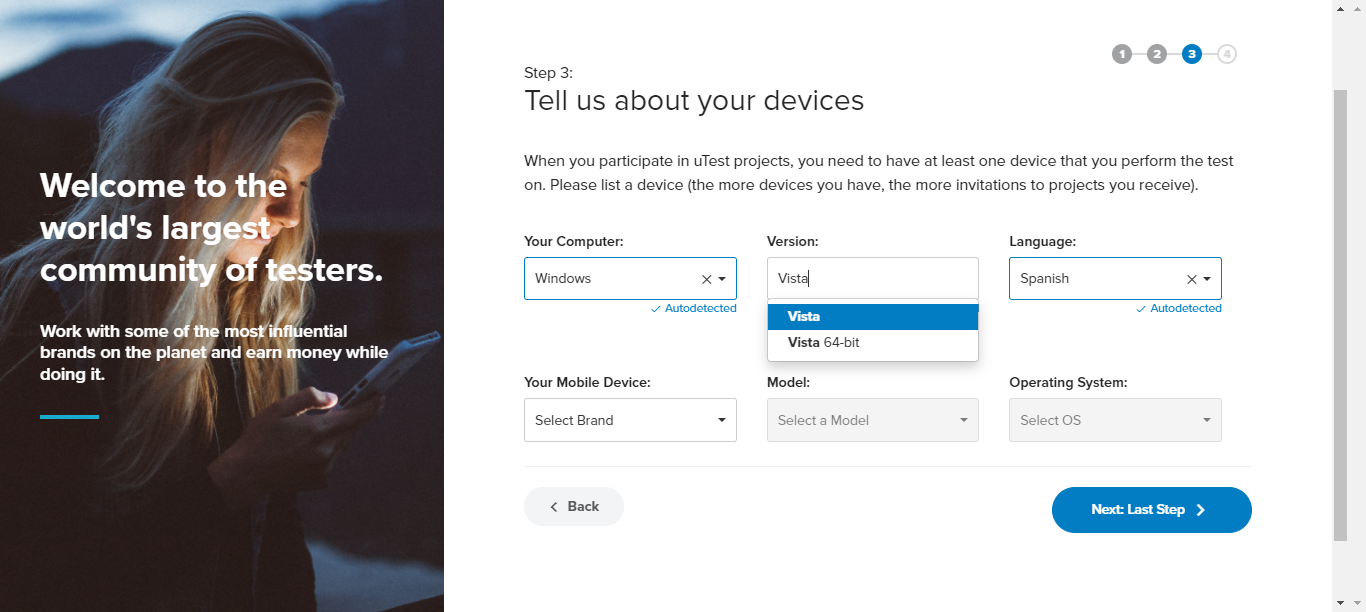 Welcome to the
world's largest
community of testers.
Work with some of the most influential
brands on the planet and earn money while
doing it.
1 2 3 4
Step 3:
Tell us about your devices
When you participate in uTest projects, you need to have at least one device that you perform the test
on. Please list a device (the more devices you have, the more invitations to projects you receive).
Your Computer: Version: Language:
Windows Vista Spanish
Autodetected Autodetected
Vista
Vista 64-bit
Your Mobile Device: Model: Operating System:
Select Brand Select a Model Select OS
Back Next: Last Step